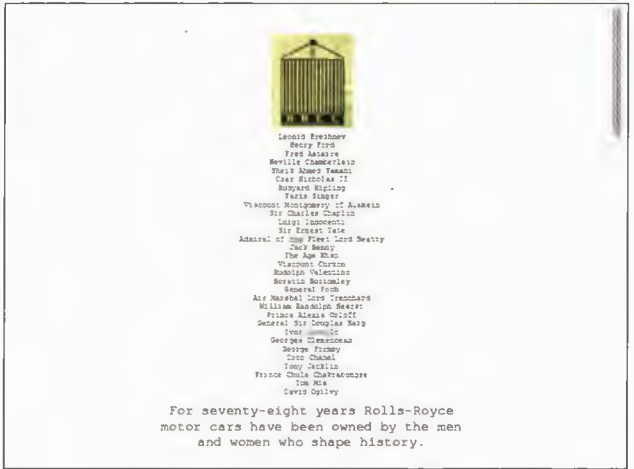 Leonid Brezhnev
Henry Ford
Fred Astaire
Neville Chamberlain
Sheik Ahmed Yamani
Czar Nicholas II
Rudyard Kipling
Paris Singer
Viscount Montgomery of Alamein
Sir Charles Chaplin
Luigi Innocenti
Sir Ernest Tate
Admiral of the Fleet Lord Beatty
Jack Benny
The Aga Khan
Viscount Curzon
Rudolph Valentino
Horatio Bottomley
General Foch
Air Marshal Lord Trenchard
William Randolph Hearst
Prince Alexis Orloff
General Sir Douglas Haig
Ivor
Georges Clemenceau
George Formby
Coco Chanel
Tony Jacklin
Prince Chula Chakrabongse
Tom Mix
David Ogilvy
For seventy-eight years Rolls-Royce
motor cars have been owned by the men
and women who shape history.